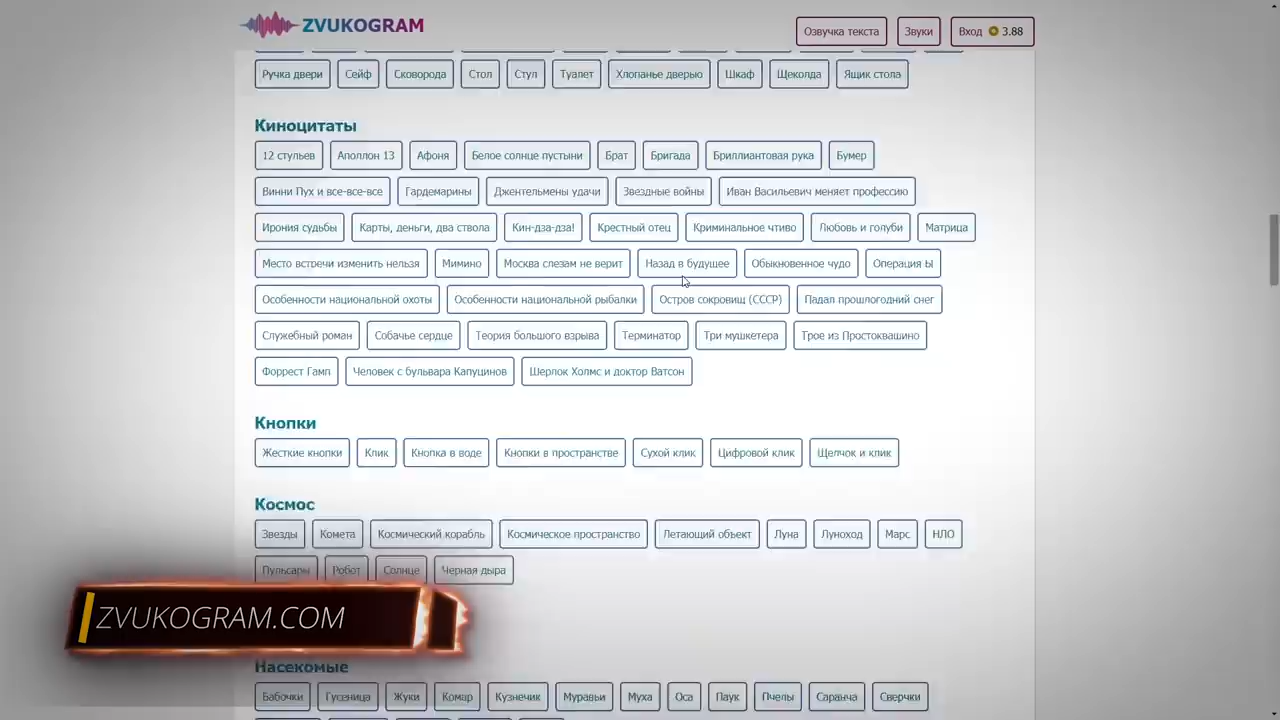 ZVUKOGRAM
Озвучка текста Звуки Вход 3.88
Ручка двери Сейф Сковорода Стол Стул Туалет Хлопанье дверью Шкаф Щеколда Ящик стола
Киноцитаты
12 стульев Аполлон 13 Афоня Белое солнце пустыни Брат Бригада Бриллиантовая рука Бумер
Винни Пух и все-все-все Гардемарины Джентельмены удачи Звездные войны Иван Васильевич меняет профессию
Ирония судьбы Карты, деньги, два ствола Кин-дза-дза! Крестный отец Криминальное чтиво Любовь и голуби Матрица
Место встречи изменить нельзя Мимино Москва слезам не верит Назад в будущее Обыкновенное чудо Операция Ы
Особенности национальной охоты Особенности национальной рыбалки Остров сокровищ (СССР) Падал прошлогодний снег
Служебный роман Собачье сердце Теория большого взрыва Терминатор Три мушкетера Трое из Простоквашино
Форрест Гамп Человек с бульвара Капуцинов Шерлок Холмс и доктор Ватсон
Кнопки
Жесткие кнопки Клик Кнопка в воде Кнопки в пространстве Сухой клик Цифровой клик Щелчок и клик
Космос
Звезды Комета Космический корабль Космическое пространство Летающий объект Луна Луноход Марс НЛО
Пульсары Робот Солнце Черная дыра
ZVUKOGRAM.COM
Насекомые
Бабочки Гусеница Жуки Комар Кузнечик Муравьи Муха Оса Паук Пчелы Саранча Сверчки